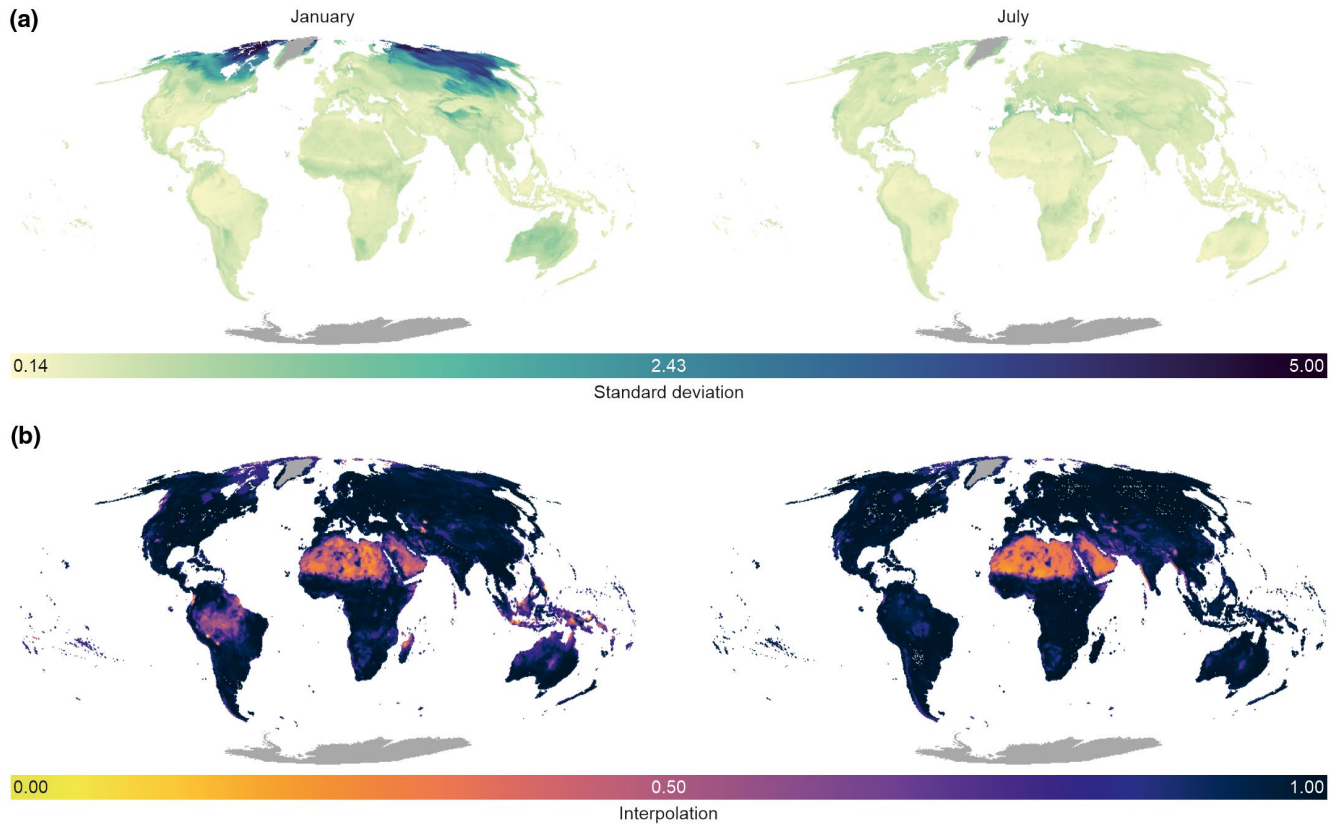 (a)
January
July
0.14
2.43
5.00
Standard deviation
(b)
0.00
0.50
1.00
Interpolation